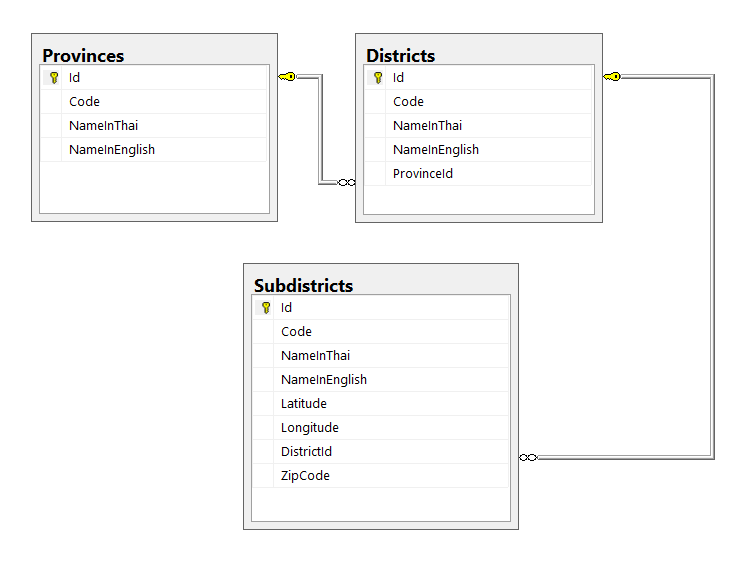 Provinces
Id
Code
NameInThai
NameInEnglish
Districts
Id
Code
NameInThai
NameInEnglish
ProvinceId
Subdistricts
Id
Code
NameInThai
NameInEnglish
Latitude
Longitude
DistrictId
ZipCode